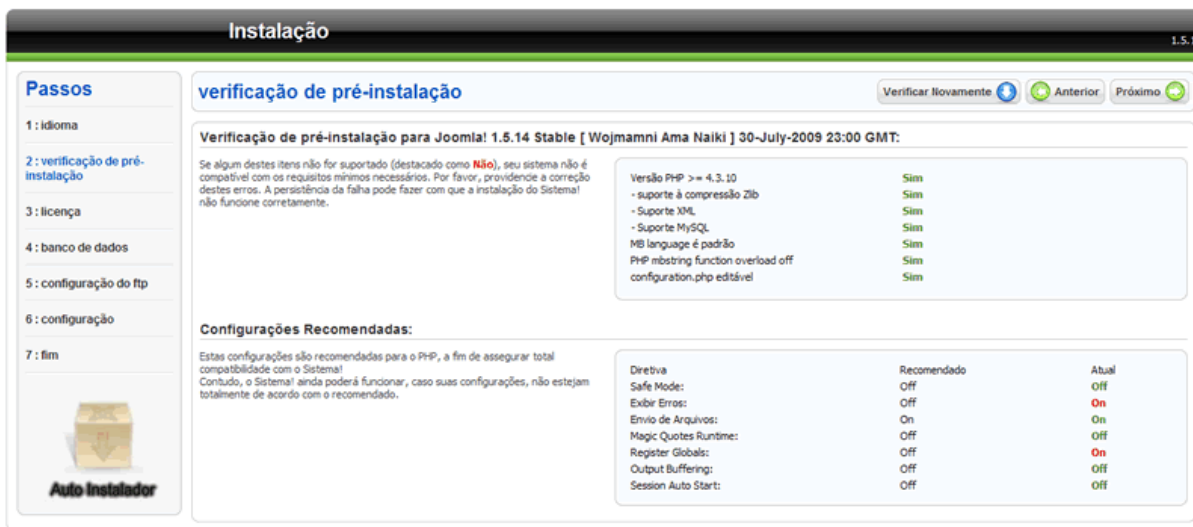 Instalação
1.5.1
Passos
1 : idioma
2 : verificação de pré-
instalação
3 : licença
4 : banco de dados
5 : configuração do ftp
6 : configuração
7 : fim
Auto Instalador
verificação de pré-instalação
Verificar Novamente
Anterior
Próximo
Verificação de pré-instalação para Joomla! 1.5.14 Stable [ Wojmamni Ama Naiki ] 30-July-2009 23:00 GMT:
Se algum destes itens não for suportado (destacado como Não), seu sistema não é
compatível com os requisitos mínimos necessários. Por favor, providencie a correção
destes erros. A persistência da falha pode fazer com que a instalação do Sistema!
não funcione corretamente.
Versão PHP >= 4.3.10 Sim
- suporte à compressão Zlib Sim
- Suporte XML Sim
- Suporte MySQL Sim
MB language é padrão Sim
PHP mbstring function overload off Sim
configuration.php editável Sim
Configurações Recomendadas:
Estas configurações são recomendadas para o PHP, a fim de assegurar total
compatibilidade com o Sistema!
Contudo, o Sistema! ainda poderá funcionar, caso suas configurações, não estejam
totalmente de acordo com o recomendado.
Diretiva Recomendado Atual
Safe Mode: Off Off
Exibir Erros: Off On
Envio de Arquivos: On On
Magic Quotes Runtime: Off Off
Register Globals: Off On
Output Buffering: Off Off
Session Auto Start: Off Off